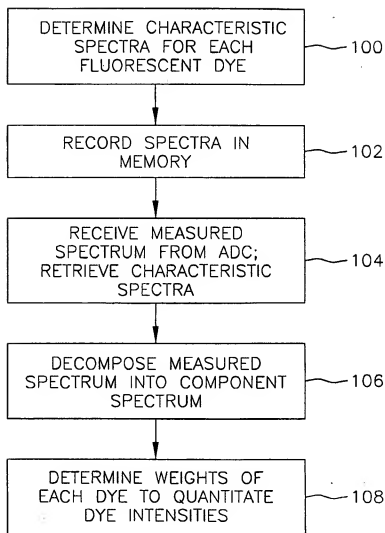 DETERMINE CHARACTERISTIC
SPECTRA FOR EACH
FLUORESCENT DYE
100
RECORD SPECTRA IN
MEMORY
102
RECEIVE MEASURED
SPECTRUM FROM ADC;
RETRIEVE CHARACTERISTIC
SPECTRA
104
DECOMPOSE MEASURED
SPECTRUM INTO COMPONENT
SPECTRUM
106
DETERMINE WEIGHTS OF
EACH DYE TO QUANTITATE
DYE INTENSITIES
108